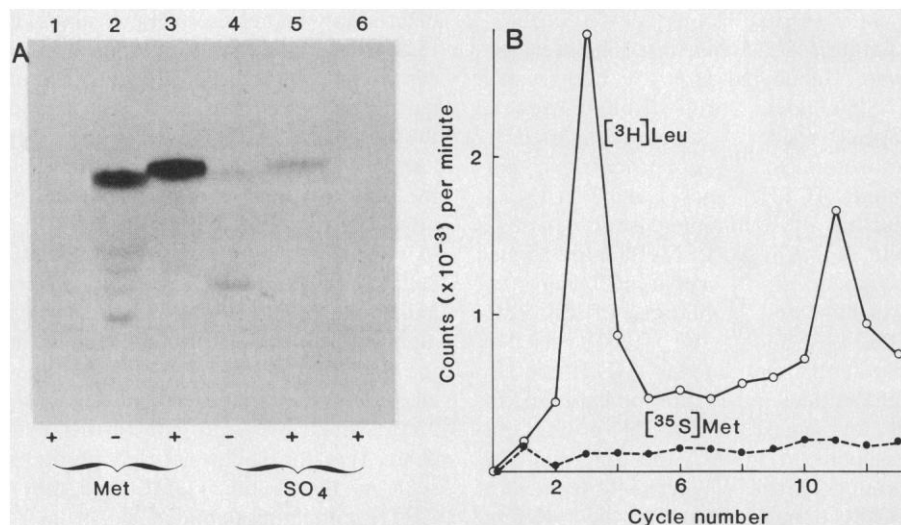 1 2 3 4 5 6
A
+ - + - + +
Met SO₄
B
[³H]Leu
[³⁵S]Met
Counts (x10⁻³) per minute
2
1
2 6 10
Cycle number